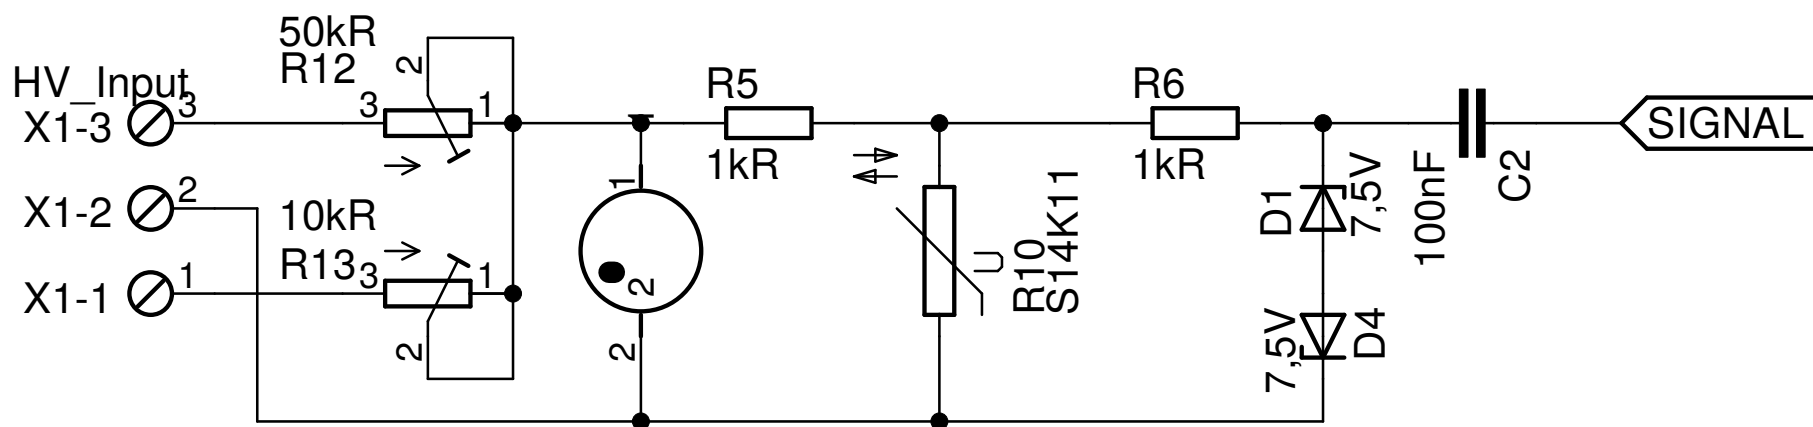 HV_Input
X1-3
3
X1-2
2
X1-1
1
50kR
R12
2
3
1
10kR
R13
3
1
2
1
2
2
R5
1kR
U
R10
S14K11
R6
1kR
D1
7,5V
7,5V
D4
100nF
C2
SIGNAL